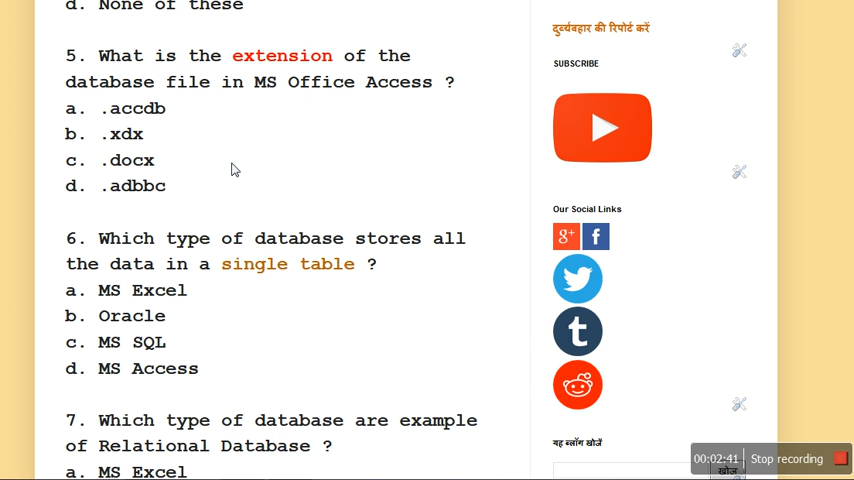 d. None of these
5. What is the extension of the
database file in MS Office Access ?
a. .accdb
b. .xdx
c. .docx
d. .adbbc
6. Which type of database stores all
the data in a single table ?
a. MS Excel
b. Oracle
c. MS SQL
d. MS Access
7. Which type of database are example
of Relational Database ?
a. MS Excel
दुर्व्यवहार की रिपोर्ट करें
SUBSCRIBE
Our Social Links
g+ f
t
यह ब्लॉग खोजें
खोज
00:02:41 Stop recording